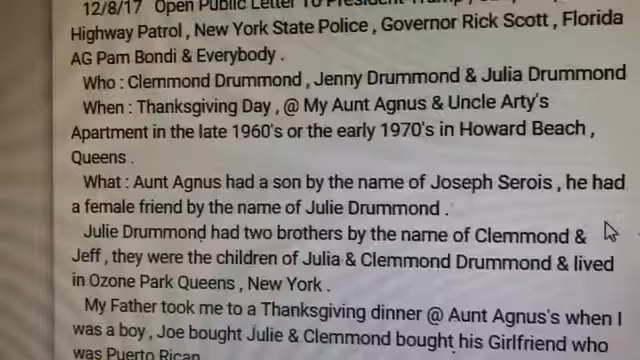 12/8/17 Open Public Letter To President Trump,
Highway Patrol , New York State Police , Governor Rick Scott , Florida
AG Pam Bondi & Everybody .
Who : Clemmond Drummond , Jenny Drummond & Julia Drummond
When : Thanksgiving Day , @ My Aunt Agnus & Uncle Arty's
Apartment in the late 1960's or the early 1970's in Howard Beach ,
Queens .
What : Aunt Agnus had a son by the name of Joseph Serois , he had
a female friend by the name of Julie Drummond .
Julie Drummond had two brothers by the name of Clemmond &
Jeff , they were the children of Julia & Clemmond Drummond & lived
in Ozone Park Queens , New York .
My Father took me to a Thanksgiving dinner @ Aunt Agnus's when I
was a boy , Joe bought Julie & Clemmond bought his Girlfriend who
was Puerto Rican